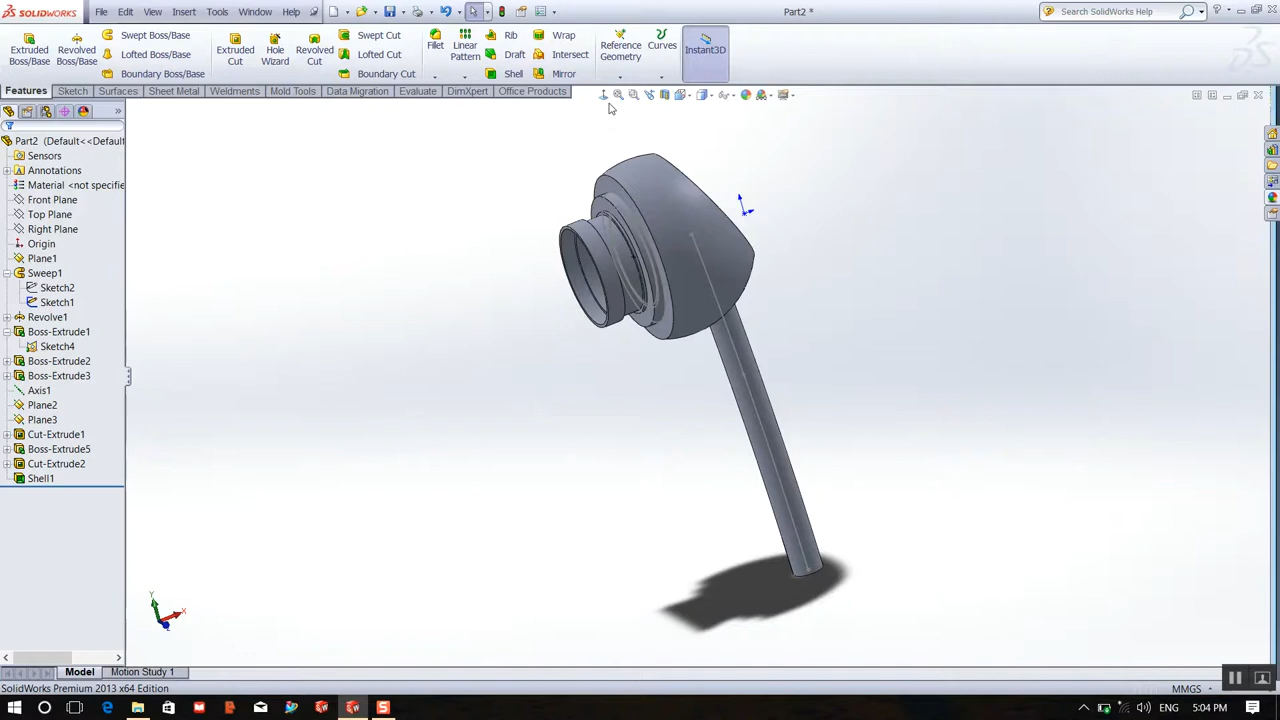 SOLIDWORKS File Edit View Insert Tools Window Help Part2 * Search SolidWorks Help
Extruded Boss/Base
Revolved Boss/Base
Swept Boss/Base
Lofted Boss/Base
Boundary Boss/Base
Extruded Cut
Hole Wizard
Revolved Cut
Swept Cut
Lofted Cut
Boundary Cut
Fillet
Linear Pattern
Rib
Draft
Shell
Wrap
Intersect
Mirror
Reference Geometry
Curves
Instant3D
Features Sketch Surfaces Sheet Metal Weldments Mold Tools Data Migration Evaluate DimXpert Office Products
Part2 (Default<<Default
Sensors
Annotations
Material <not specifie
Front Plane
Top Plane
Right Plane
Origin
Plane1
Sweep1
Sketch2
Sketch1
Revolve1
Boss-Extrude1
Sketch4
Boss-Extrude2
Boss-Extrude3
Axis1
Plane2
Plane3
Cut-Extrude1
Boss-Extrude5
Cut-Extrude2
Shell1
Y
X
Z
Model Motion Study 1
SolidWorks Premium 2013 x64 Edition MMGS
ENG 5:04 PM